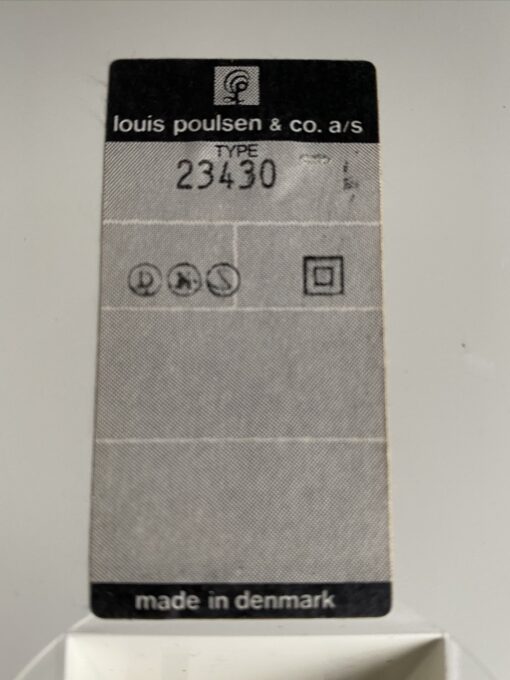 louis poulsen & co. a/s
TYPE
23430
made in denmark